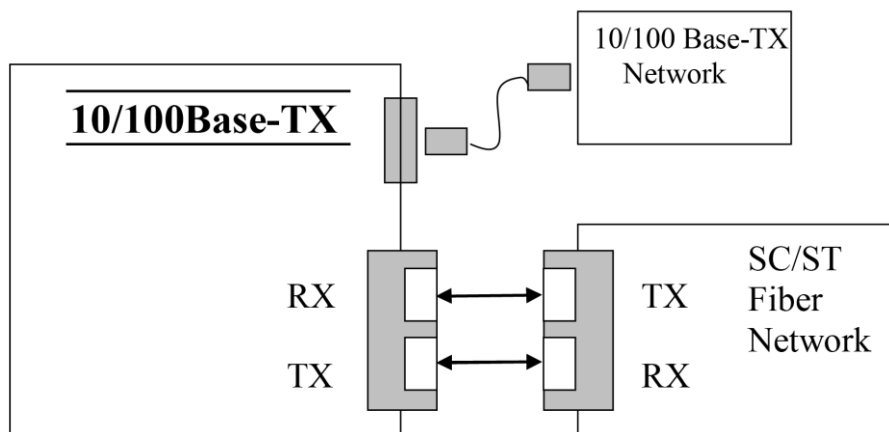 10/100 Base-TX
Network
10/100Base-TX
SC/ST
Fiber
Network
RX
TX
TX
RX